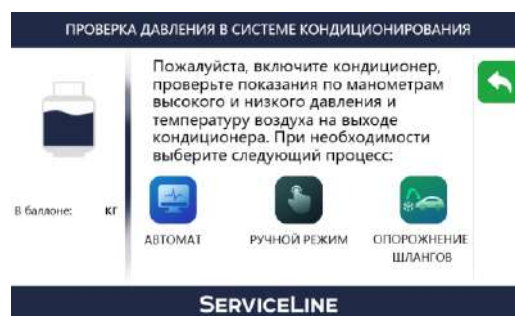 ПРОВЕРКА ДАВЛЕНИЯ В СИСТЕМЕ КОНДИЦИОНИРОВАНИЯ
Пожалуйста, включите кондиционер,
проверьте показания по манометрам
высокого и низкого давления и
температуру воздуха на выходе
кондиционера. При необходимости
выберите следующий процесс:
В баллоне: кг
АВТОМАТ
РУЧНОЙ РЕЖИМ
ОПОРОЖНЕНИЕ
ШЛАНГОВ
SERVICELINE